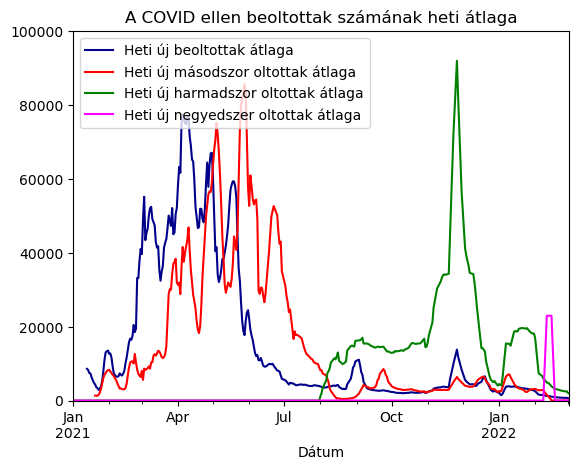 A COVID ellen beoltottak számának heti átlaga
Heti új beoltottak átlaga
Heti új másodszor oltottak átlaga
Heti új harmadszor oltottak átlaga
Heti új negyedszer oltottak átlaga
100000
80000
60000
40000
20000
0
Jan Apr Jul Oct Jan
2021 2022
Dátum